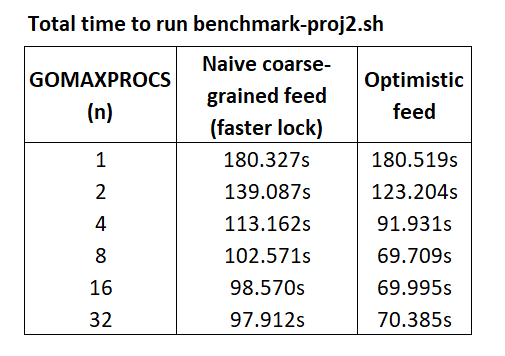 Total time to run benchmark-proj2.sh
GOMAXPROCS
(n)
Naive coarse-
grained feed
(faster lock)
Optimistic
feed
1 180.327s 180.519s
2 139.087s 123.204s
4 113.162s 91.931s
8 102.571s 69.709s
16 98.570s 69.995s
32 97.912s 70.385s